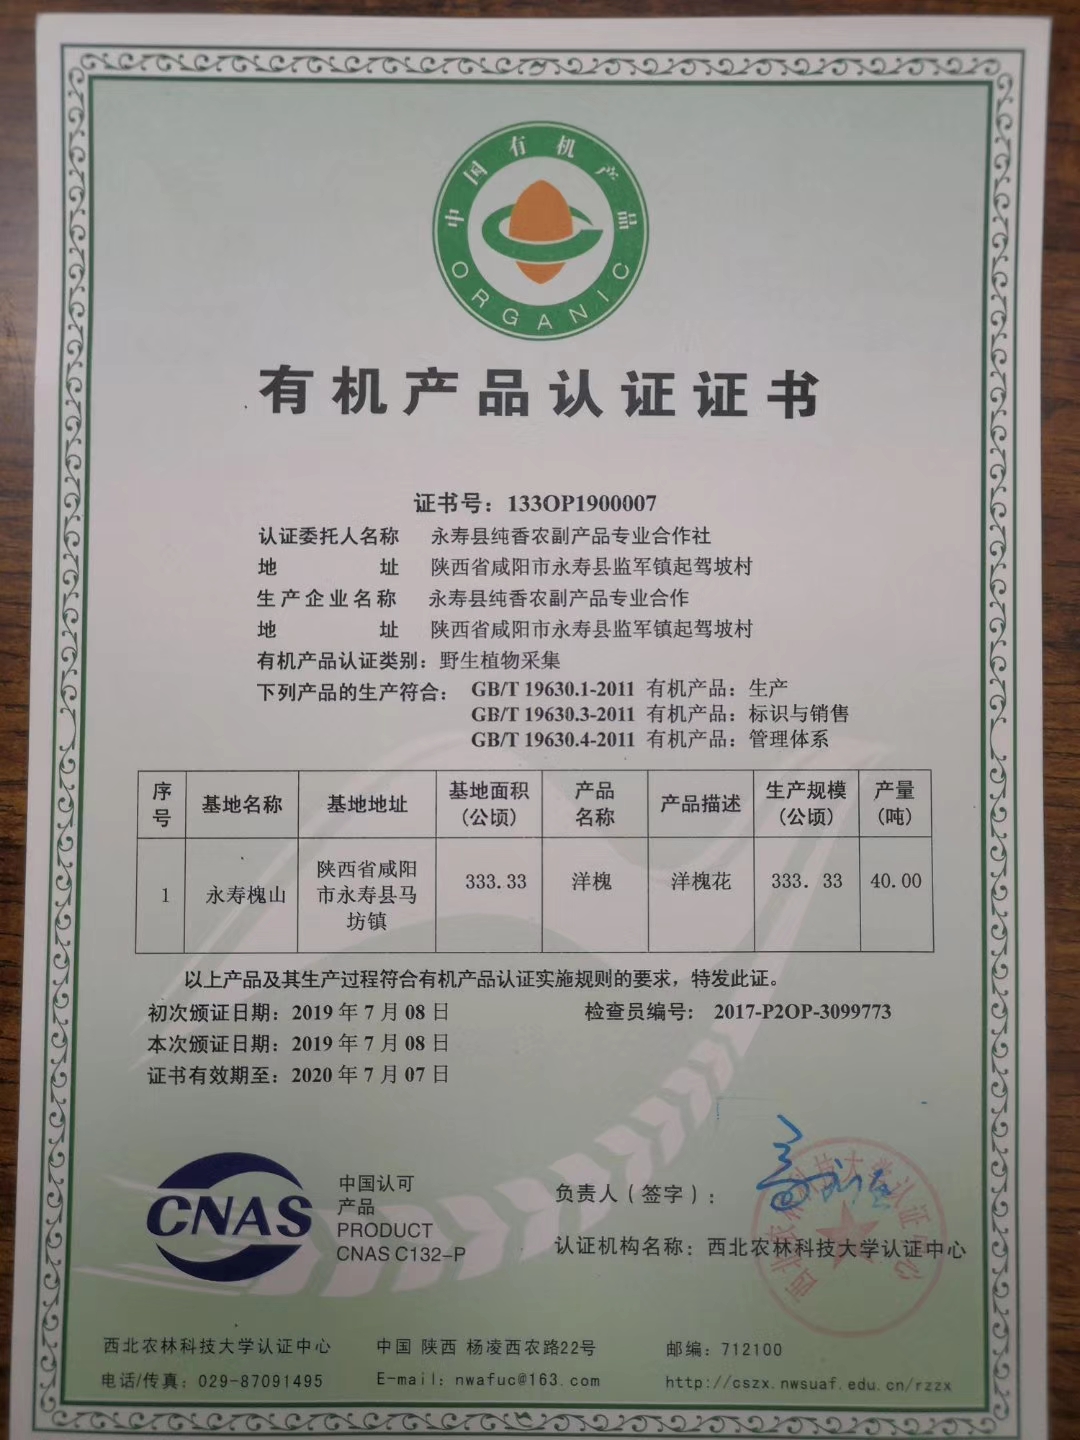 中国有机产品
ORGANIC
有机产品认证证书
证书号：133OP1900007
认证委托人名称 永寿县纯香农副产品专业合作社
地 址 陕西省咸阳市永寿县监军镇起驾坡村
生产企业名称 永寿县纯香农副产品专业合作
地 址 陕西省咸阳市永寿县监军镇起驾坡村
有机产品认证类别：野生植物采集
下列产品的生产符合： GB/T 19630.1-2011 有机产品：生产
GB/T 19630.3-2011 有机产品：标识与销售
GB/T 19630.4-2011 有机产品：管理体系
序号 基地名称 基地地址 基地面积（公顷） 产品名称 产品描述 生产规模（公顷） 产量（吨）
1 永寿槐山 陕西省咸阳市永寿县马坊镇 333.33 洋槐 洋槐花 333.33 40.00
以上产品及其生产过程符合有机产品认证实施规则的要求，特发此证。
初次颁证日期：2019 年 7 月 08 日 检查员编号： 2017-P2OP-3099773
本次颁证日期：2019 年 7 月 08 日
证书有效期至：2020 年 7 月 07 日
CNAS
中国认可
产品
PRODUCT
CNAS C132-P
负责人（签字）：
认证机构名称：西北农林科技大学认证中心
西北农林科技大学认证中心
西北农林科技大学认证中心 中国 陕西 杨凌西农路22号 邮编：712100
电话/传真：029-87091495 E-mail：nwafuc@163.com http://cszx.nwsuaf.edu.cn/rzzx